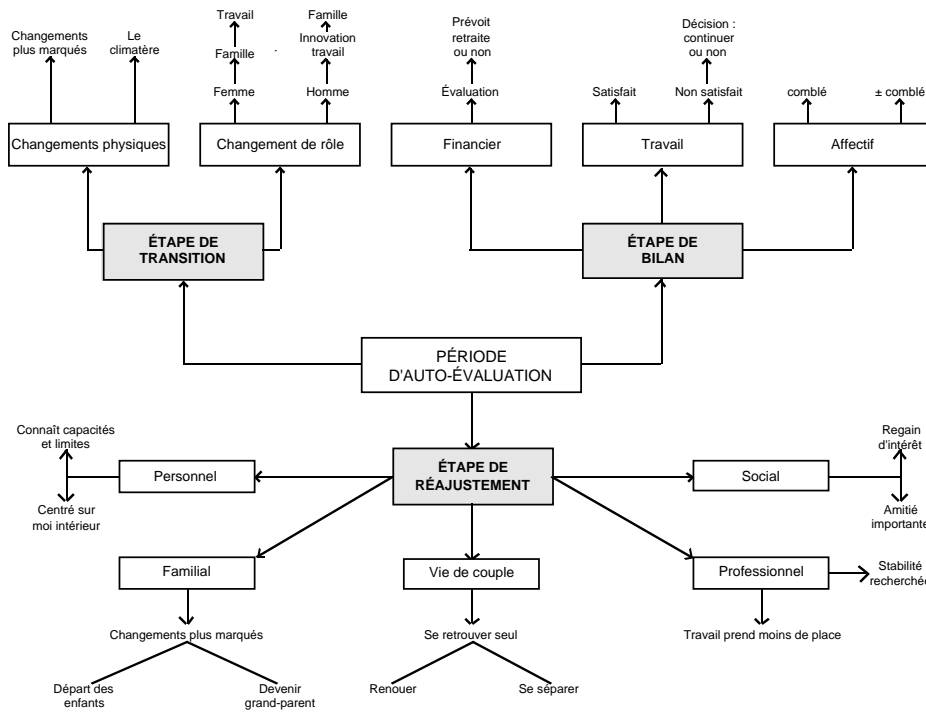 Travail
Famille
Prévoit
retraite
ou non
Décision :
continuer
ou non
Changements
plus marqués
Le
climatère
Famille
Innovation
travail
Femme
Homme
Évaluation
Satisfait
Non satisfait
comblé
± comblé
Changements physiques
Changement de rôle
Financier
Travail
Affectif
ÉTAPE DE
TRANSITION
ÉTAPE DE
BILAN
PÉRIODE
D'AUTO-ÉVALUATION
Connaît capacités
et limites
Regain
d'intérêt
Personnel
ÉTAPE DE
RÉAJUSTEMENT
Social
Centré sur
moi intérieur
Amitié
importante
Familial
Vie de couple
Professionnel
Stabilité
recherchée
Changements plus marqués
Se retrouver seul
Travail prend moins de place
Départ des
enfants
Devenir
grand-parent
Renouer
Se séparer